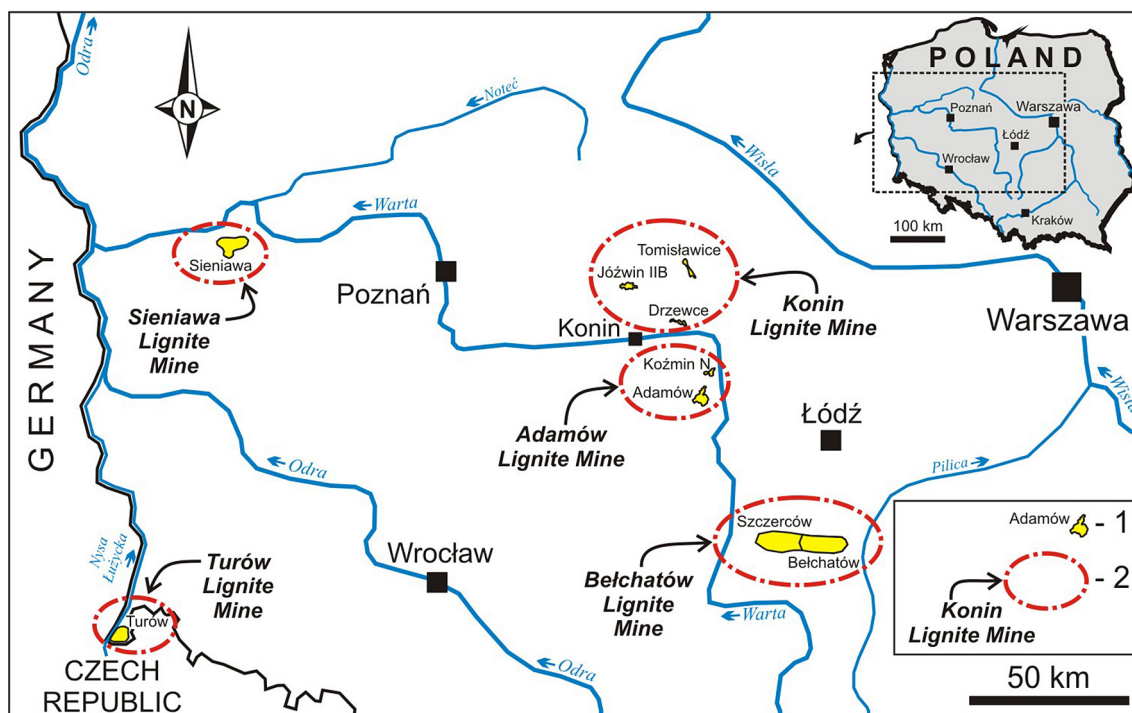 Odra
N
Noteć
Wisła
Warta
Sieniawa
Sieniawa
Lignite
Mine
GERMANY
Poznań
Konin
Tomisławice
Jóźwin IIB
Drzewce
Konin
Lignite Mine
Koźmin N
Adamów
Adamów
Lignite Mine
Warszawa
Wisła
Łódź
Pilica
Odra
Wrocław
Nysa
Łużycka
Turów
Lignite
Mine
Turów
CZECH
REPUBLIC
Odra
Szczerców
Bełchatów
Bełchatów
Lignite
Mine
Warta
POLAND
Poznań
Warszawa
Łódź
Wrocław
Kraków
100 km
Adamów
- 1
Konin
Lignite Mine
- 2
50 km